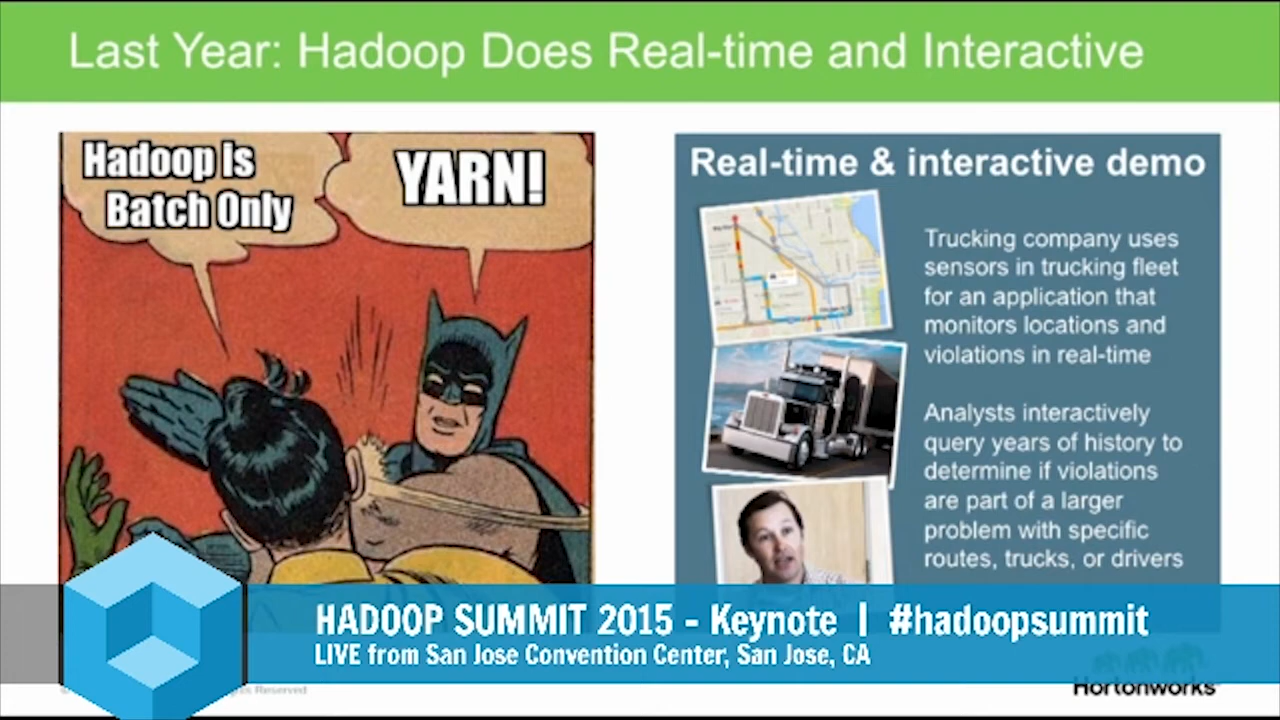 Last Year: Hadoop Does Real-time and Interactive
Hadoop is
Batch Only
YARN!
Real-time & interactive demo
Trucking company uses
sensors in trucking fleet
for an application that
monitors locations and
violations in real-time
Analysts interactively
query years of history to
determine if violations
are part of a larger
problem with specific
routes, trucks, or drivers
HADOOP SUMMIT 2015 - Keynote | #hadoopsummit
LIVE from San Jose Convention Center, San Jose, CA
Reserved
Hortonworks